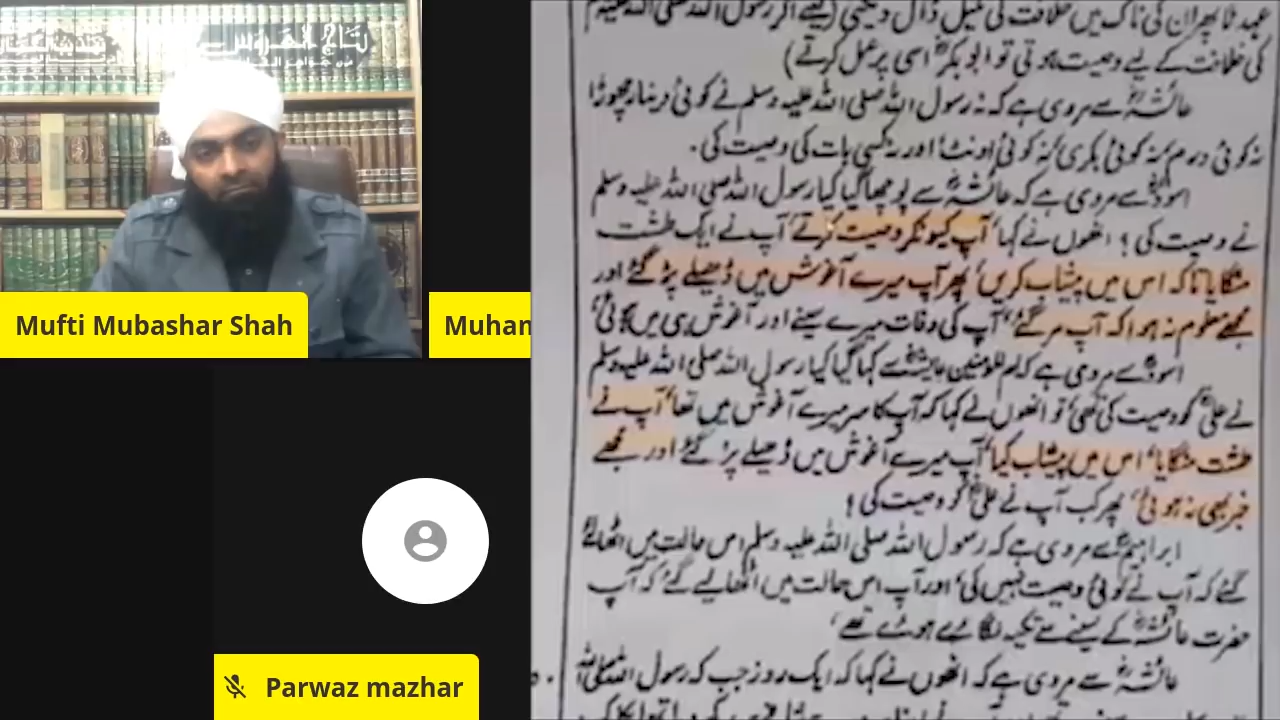 Mufti Mubashar Shah
Muhan
Parwaz mazhar
کی خلافت کے لیے وصیت ہوتی تو ابوبکرؓ اسی پر عمل کرتے)
عائشہؓ سے مروی ہے کہ نہ رسول اللہ صلی اللہ علیہ وسلم نے کوئی دینار چھوڑا
نہ کوئی درہم نہ کوئی بکری نہ کوئی اونٹ اور نہ کسی بات کی وصیت کی۔
اسودؓ سے مروی ہے کہ عائشہؓ سے پوچھا گیا کیا رسول اللہ صلی اللہ علیہ وسلم
نے وصیت کی؟ انھوں نے کہا، آپ کیونکر وصیت کرتے، آپ نے ایک طشت
منگایا تاکہ اس میں پیشاب کریں، پھر آپ میرے آغوش میں ڈھیلے پڑ گئے اور
مجھے معلوم نہ ہوا کہ آپ مر گئے، آپ کی وفات میرے سینے اور آغوش ہی میں ہوئی،
اسودؓ سے مروی ہے کہ ام المومنین عائشہؓ سے کہا گیا کیا رسول اللہ صلی اللہ علیہ وسلم
نے علیؓ کو وصیت کی تھی، تو انھوں نے کہا کہ آپ کا سر میرے آغوش میں تھا، آپ نے
طشت منگایا، اس میں پیشاب کیا، آپ میرے آغوش میں ڈھیلے پڑ گئے اور مجھے
خبر بھی نہ ہوئی، پھر کب آپ نے علیؓ کو وصیت کی؟
ابراہیمؒ سے مروی ہے کہ رسول اللہ صلی اللہ علیہ وسلم اس حالت میں اٹھائے
گئے کہ آپ نے کوئی وصیت نہیں کی، اور آپ اس حالت میں اٹھا لیے گئے کہ آپ
حضرت عائشہؓ کے سینے سے تکیہ لگائے ہوئے تھے،
عائشہؓ سے مروی ہے کہ انھوں نے کہا کہ ایک روز جب کہ رسول اللہ صلی اللہ